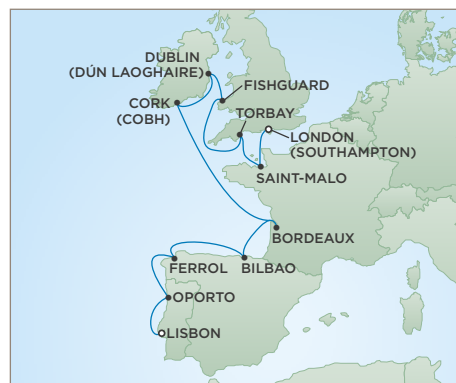 DUBLIN
(DÚN LAOGHAIRE)
FISHGUARD
CORK
(COBH)
TORBAY
LONDON
(SOUTHAMPTON)
SAINT-MALO
BORDEAUX
FERROL
BILBAO
OPORTO
LISBON